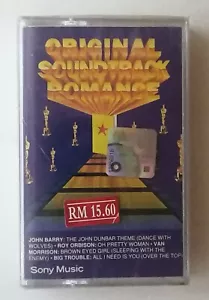 ORIGINAL
SOUNDTRACK
ROMANCE
RM 15.60
JOHN BARRY: THE JOHN DUNBAR THEME (DANCE WITH
WOLVES) • ROY ORBISON: OH PRETTY WOMAN • VAN
MORRISON: BROWN EYED GIRL (SLEEPING WITH THE
ENEMY) • BIG TROUBLE: ALL I NEED IS YOU (OVER THE TOP
Sony Music